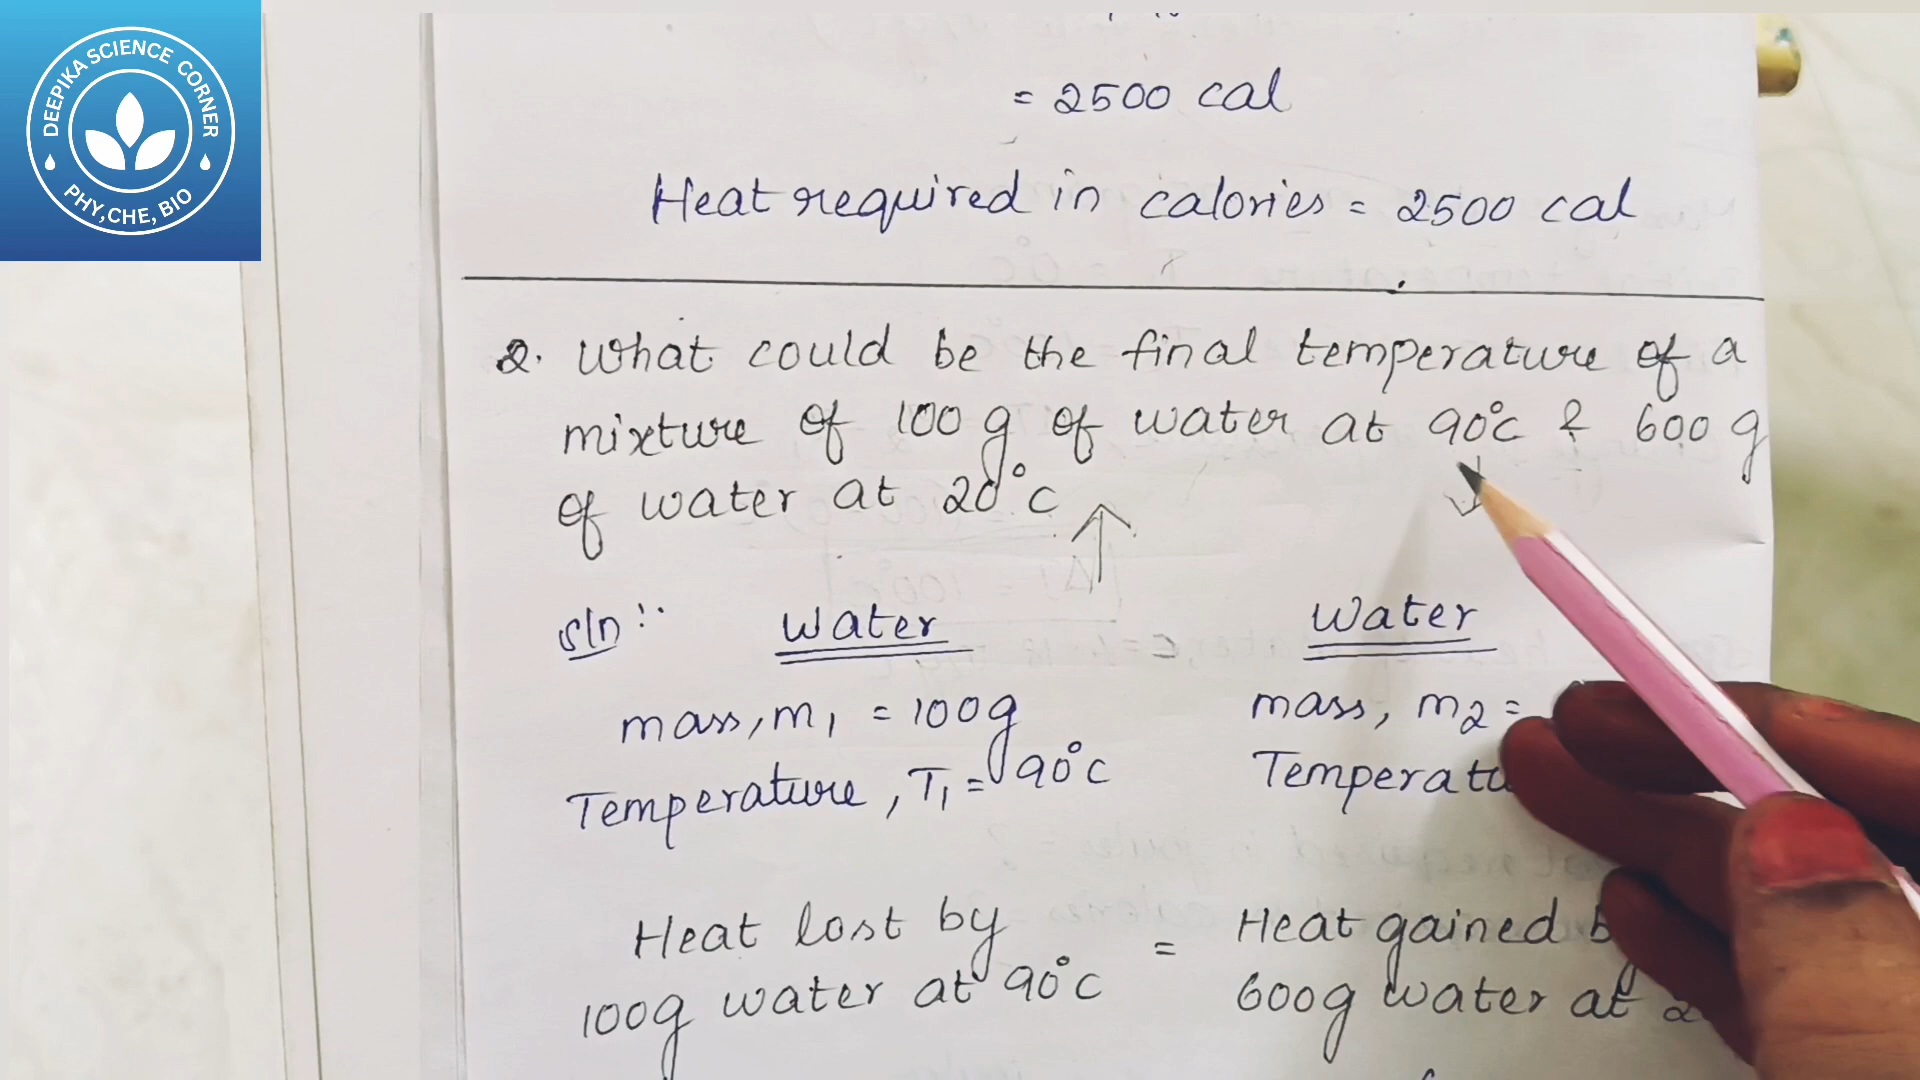 DEEPIKA SCIENCE CORNER
PHY,CHE, BIO
= 2500 cal
Heat required in calories = 2500 cal
2. What could be the final temperature of a
mixture of 100 g of water at 90°c & 600 g
of water at 20°c
Sln :·
Water
Water
mass, m1 = 100g
mass, m2 =
Temperature, T1 = 90°c
Temperatu
Heat lost by = Heat gained b
100g water at 90°c
600g water at 2